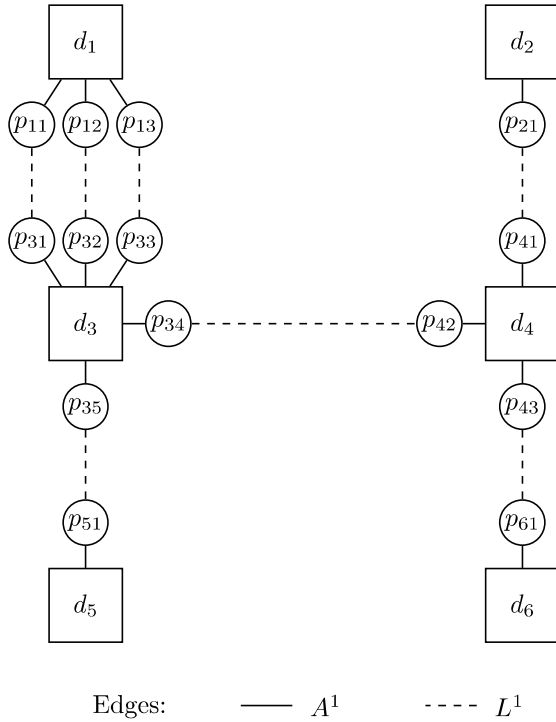 d₁ d₂
p₁₁ p₁₂ p₁₃ p₂₁
p₃₁ p₃₂ p₃₃ p₄₁
d₃ p₃₄ p₄₂ d₄
p₃₅ p₄₃
p₅₁ p₆₁
d₅ d₆
Edges: A¹ L¹